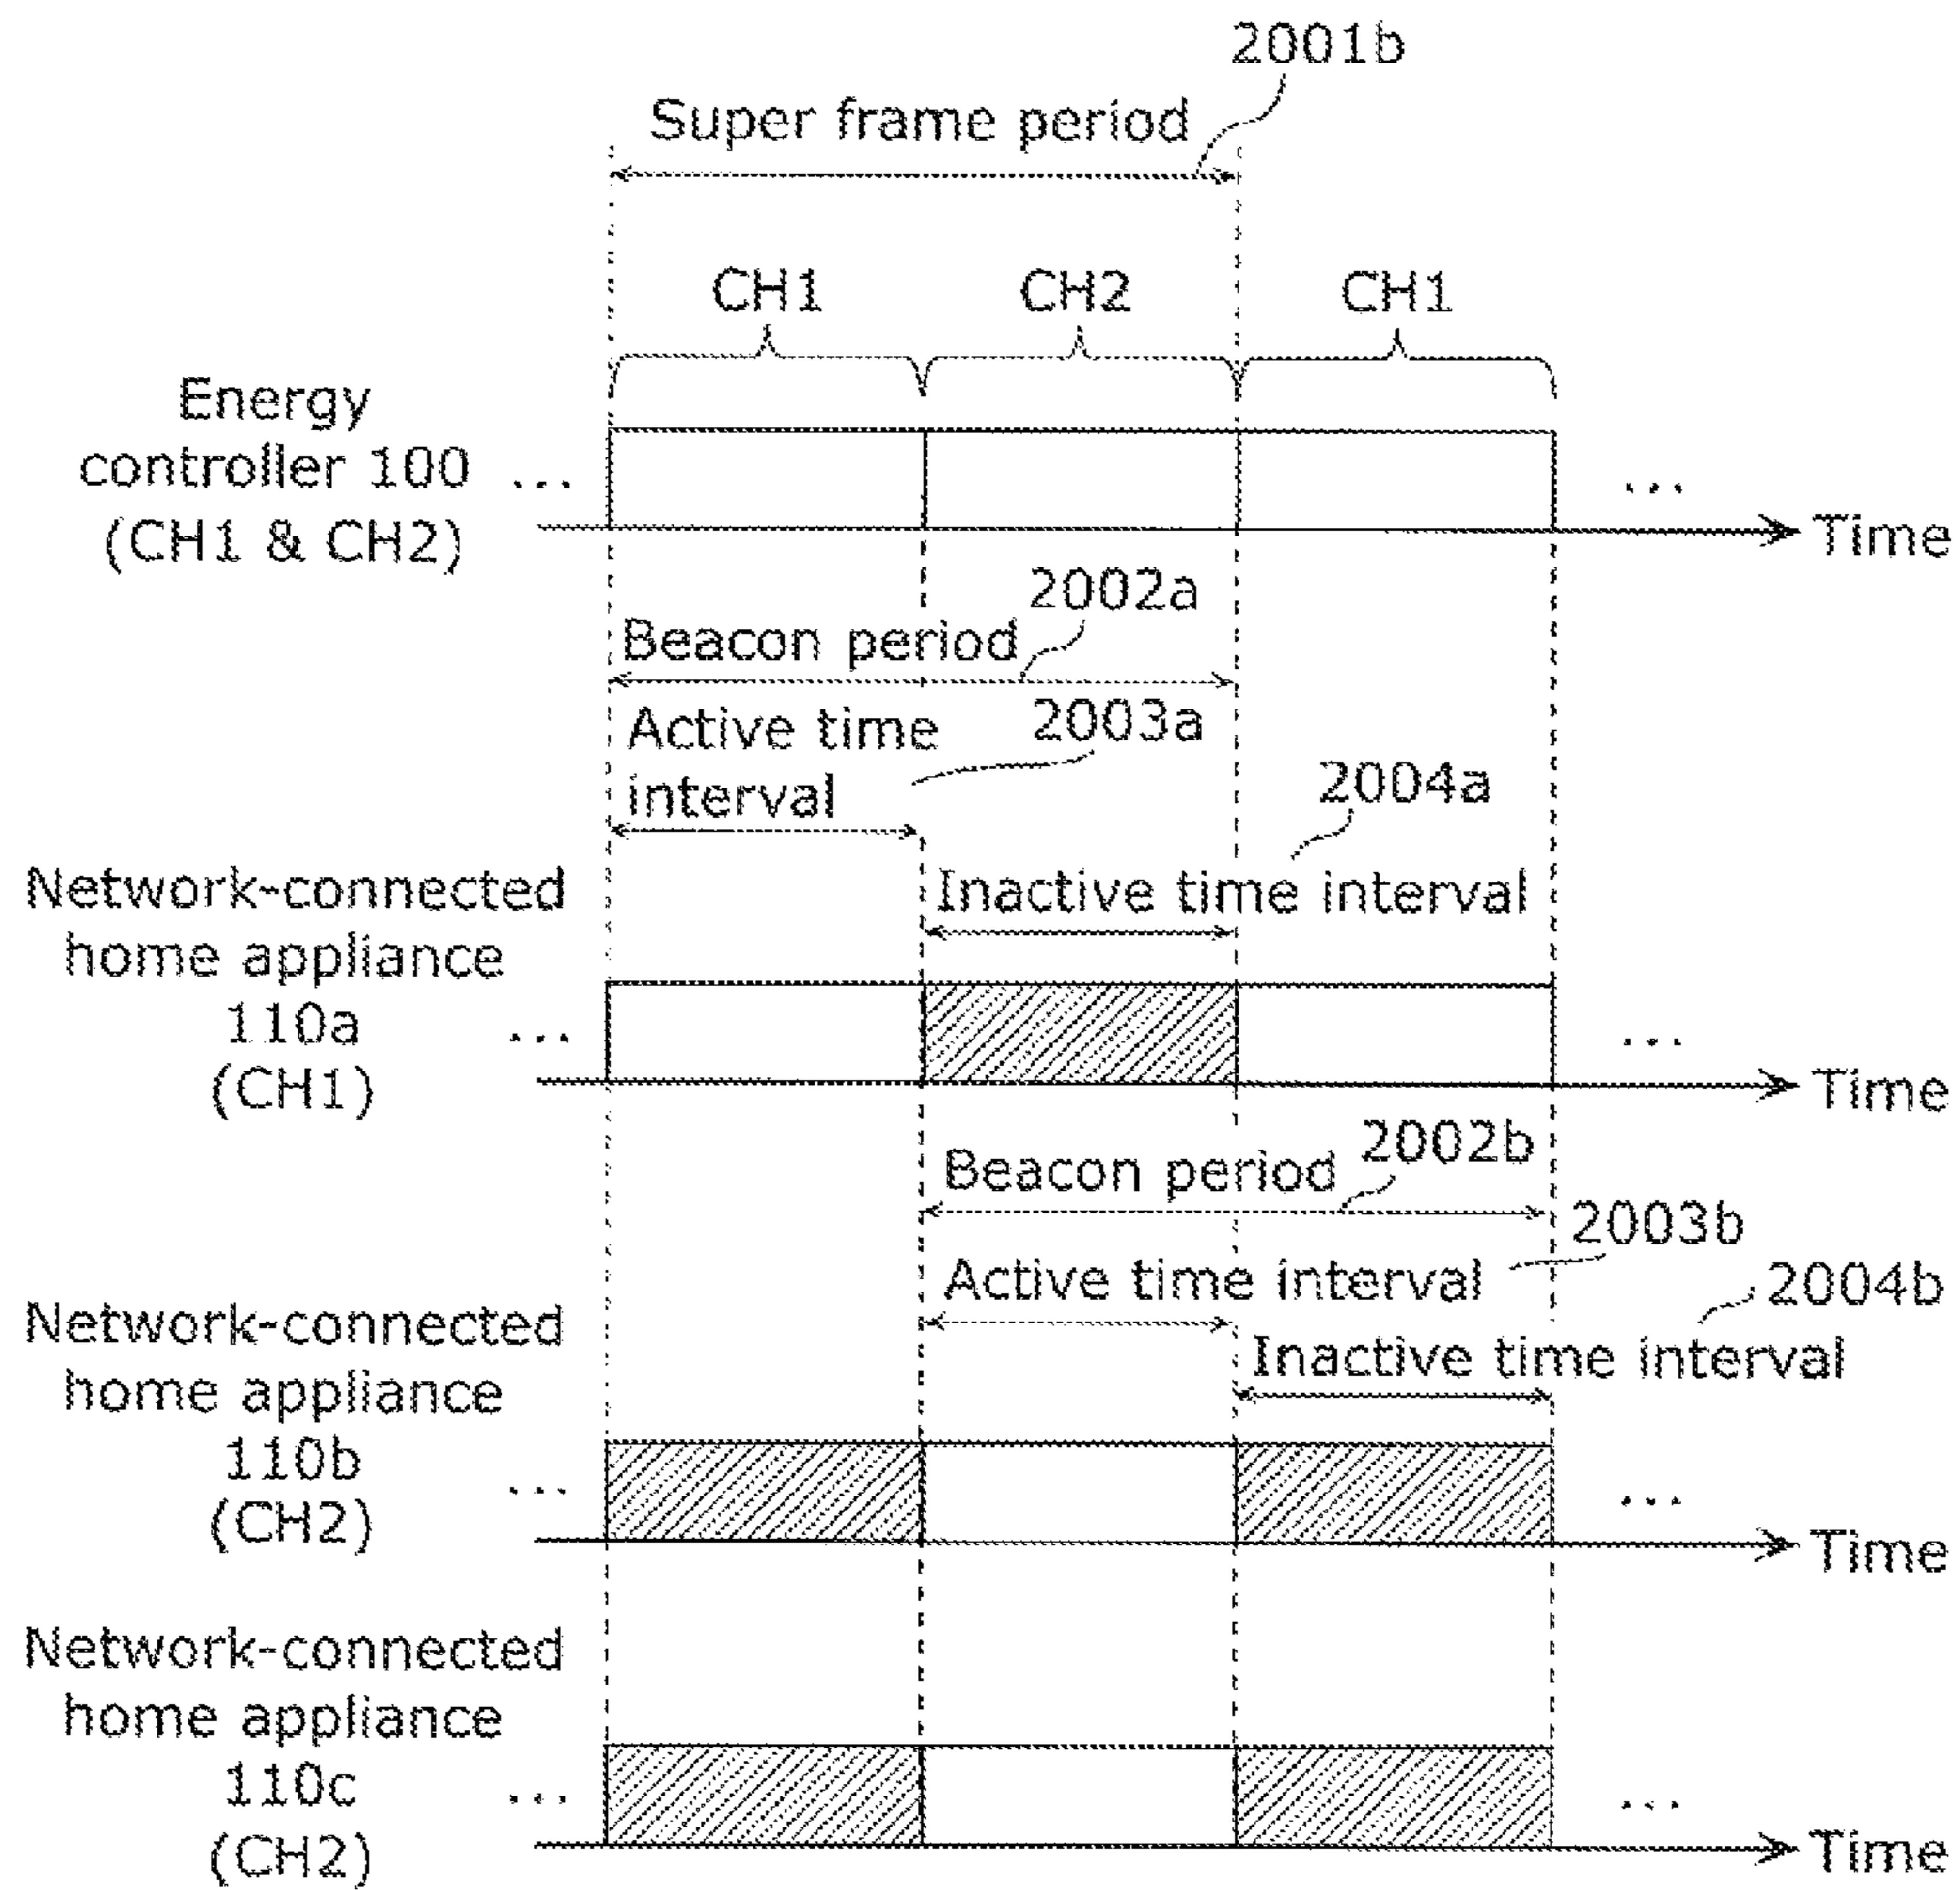 2001b
Super frame period
CH1 CH2 CH1
Energy
controller 100
(CH1 & CH2)
...
...
Time
2002a
Beacon period
Active time
interval
2003a
2004a
Inactive time interval
Network-connected
home appliance
110a
(CH1)
...
...
Time
2002b
Beacon period
2003b
Active time interval
2004b
Inactive time interval
Network-connected
home appliance
110b
(CH2)
...
...
Time
Network-connected
home appliance
110c
(CH2)
...
...
Time